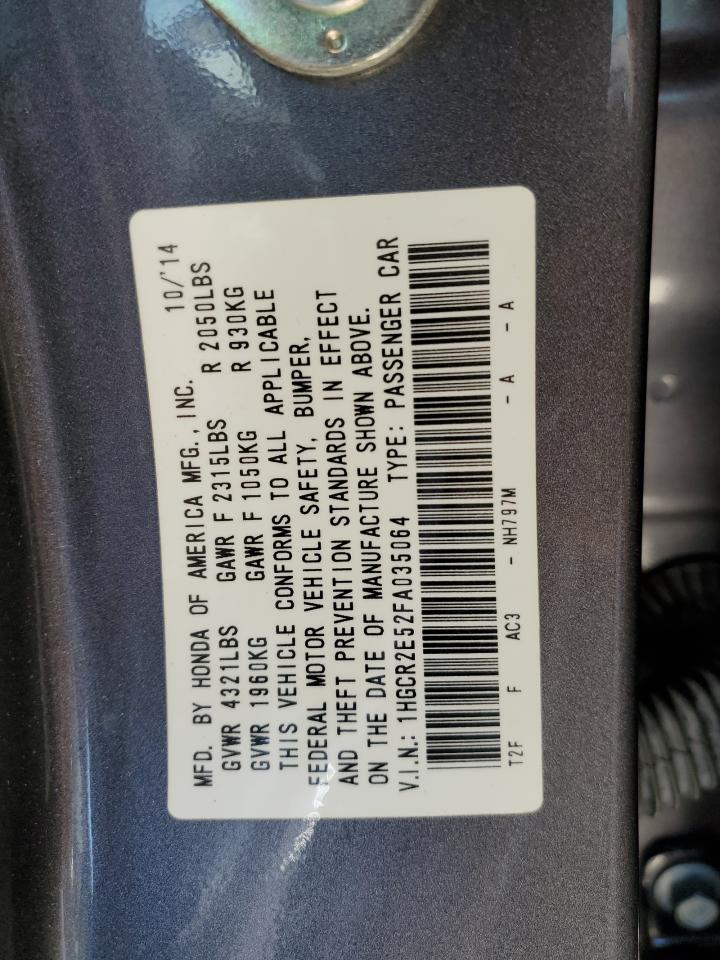 MFD. BY HONDA OF AMERICA MFG., INC. 10/'14
GVWR 4321LBS GAWR F 2315LBS R 2050LBS
GVWR 1960KG GAWR F 1050KG R 930KG
THIS VEHICLE CONFORMS TO ALL APPLICABLE
FEDERAL MOTOR VEHICLE SAFETY, BUMPER,
AND THEFT PREVENTION STANDARDS IN EFFECT
ON THE DATE OF MANUFACTURE SHOWN ABOVE.
V.I.N.: 1HGCR2E52FA035064 TYPE: PASSENGER CAR
T2F F AC3 - NH797M - A - A